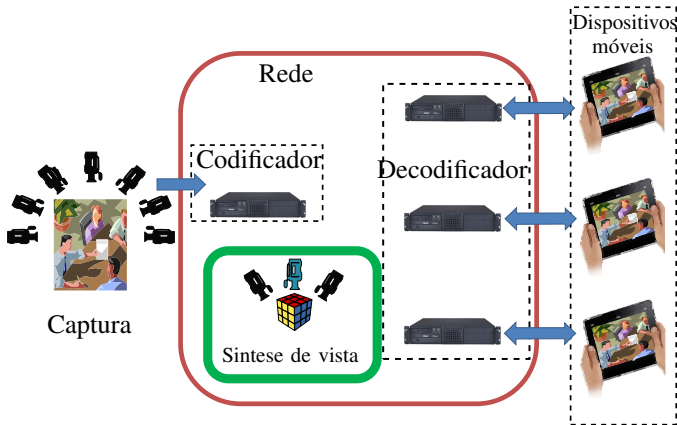 Dispositivos
móveis
Rede
Codificador
Decodificador
Captura
Sintese de vista